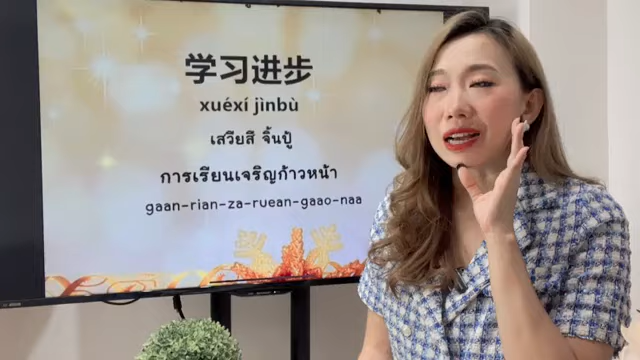 学习进步
xuéxí jìnbù
เสวียสี จิ้นปู้
การเรียนเจริญก้าวหน้า
gaan-rian-za-ruean-gaao-naa